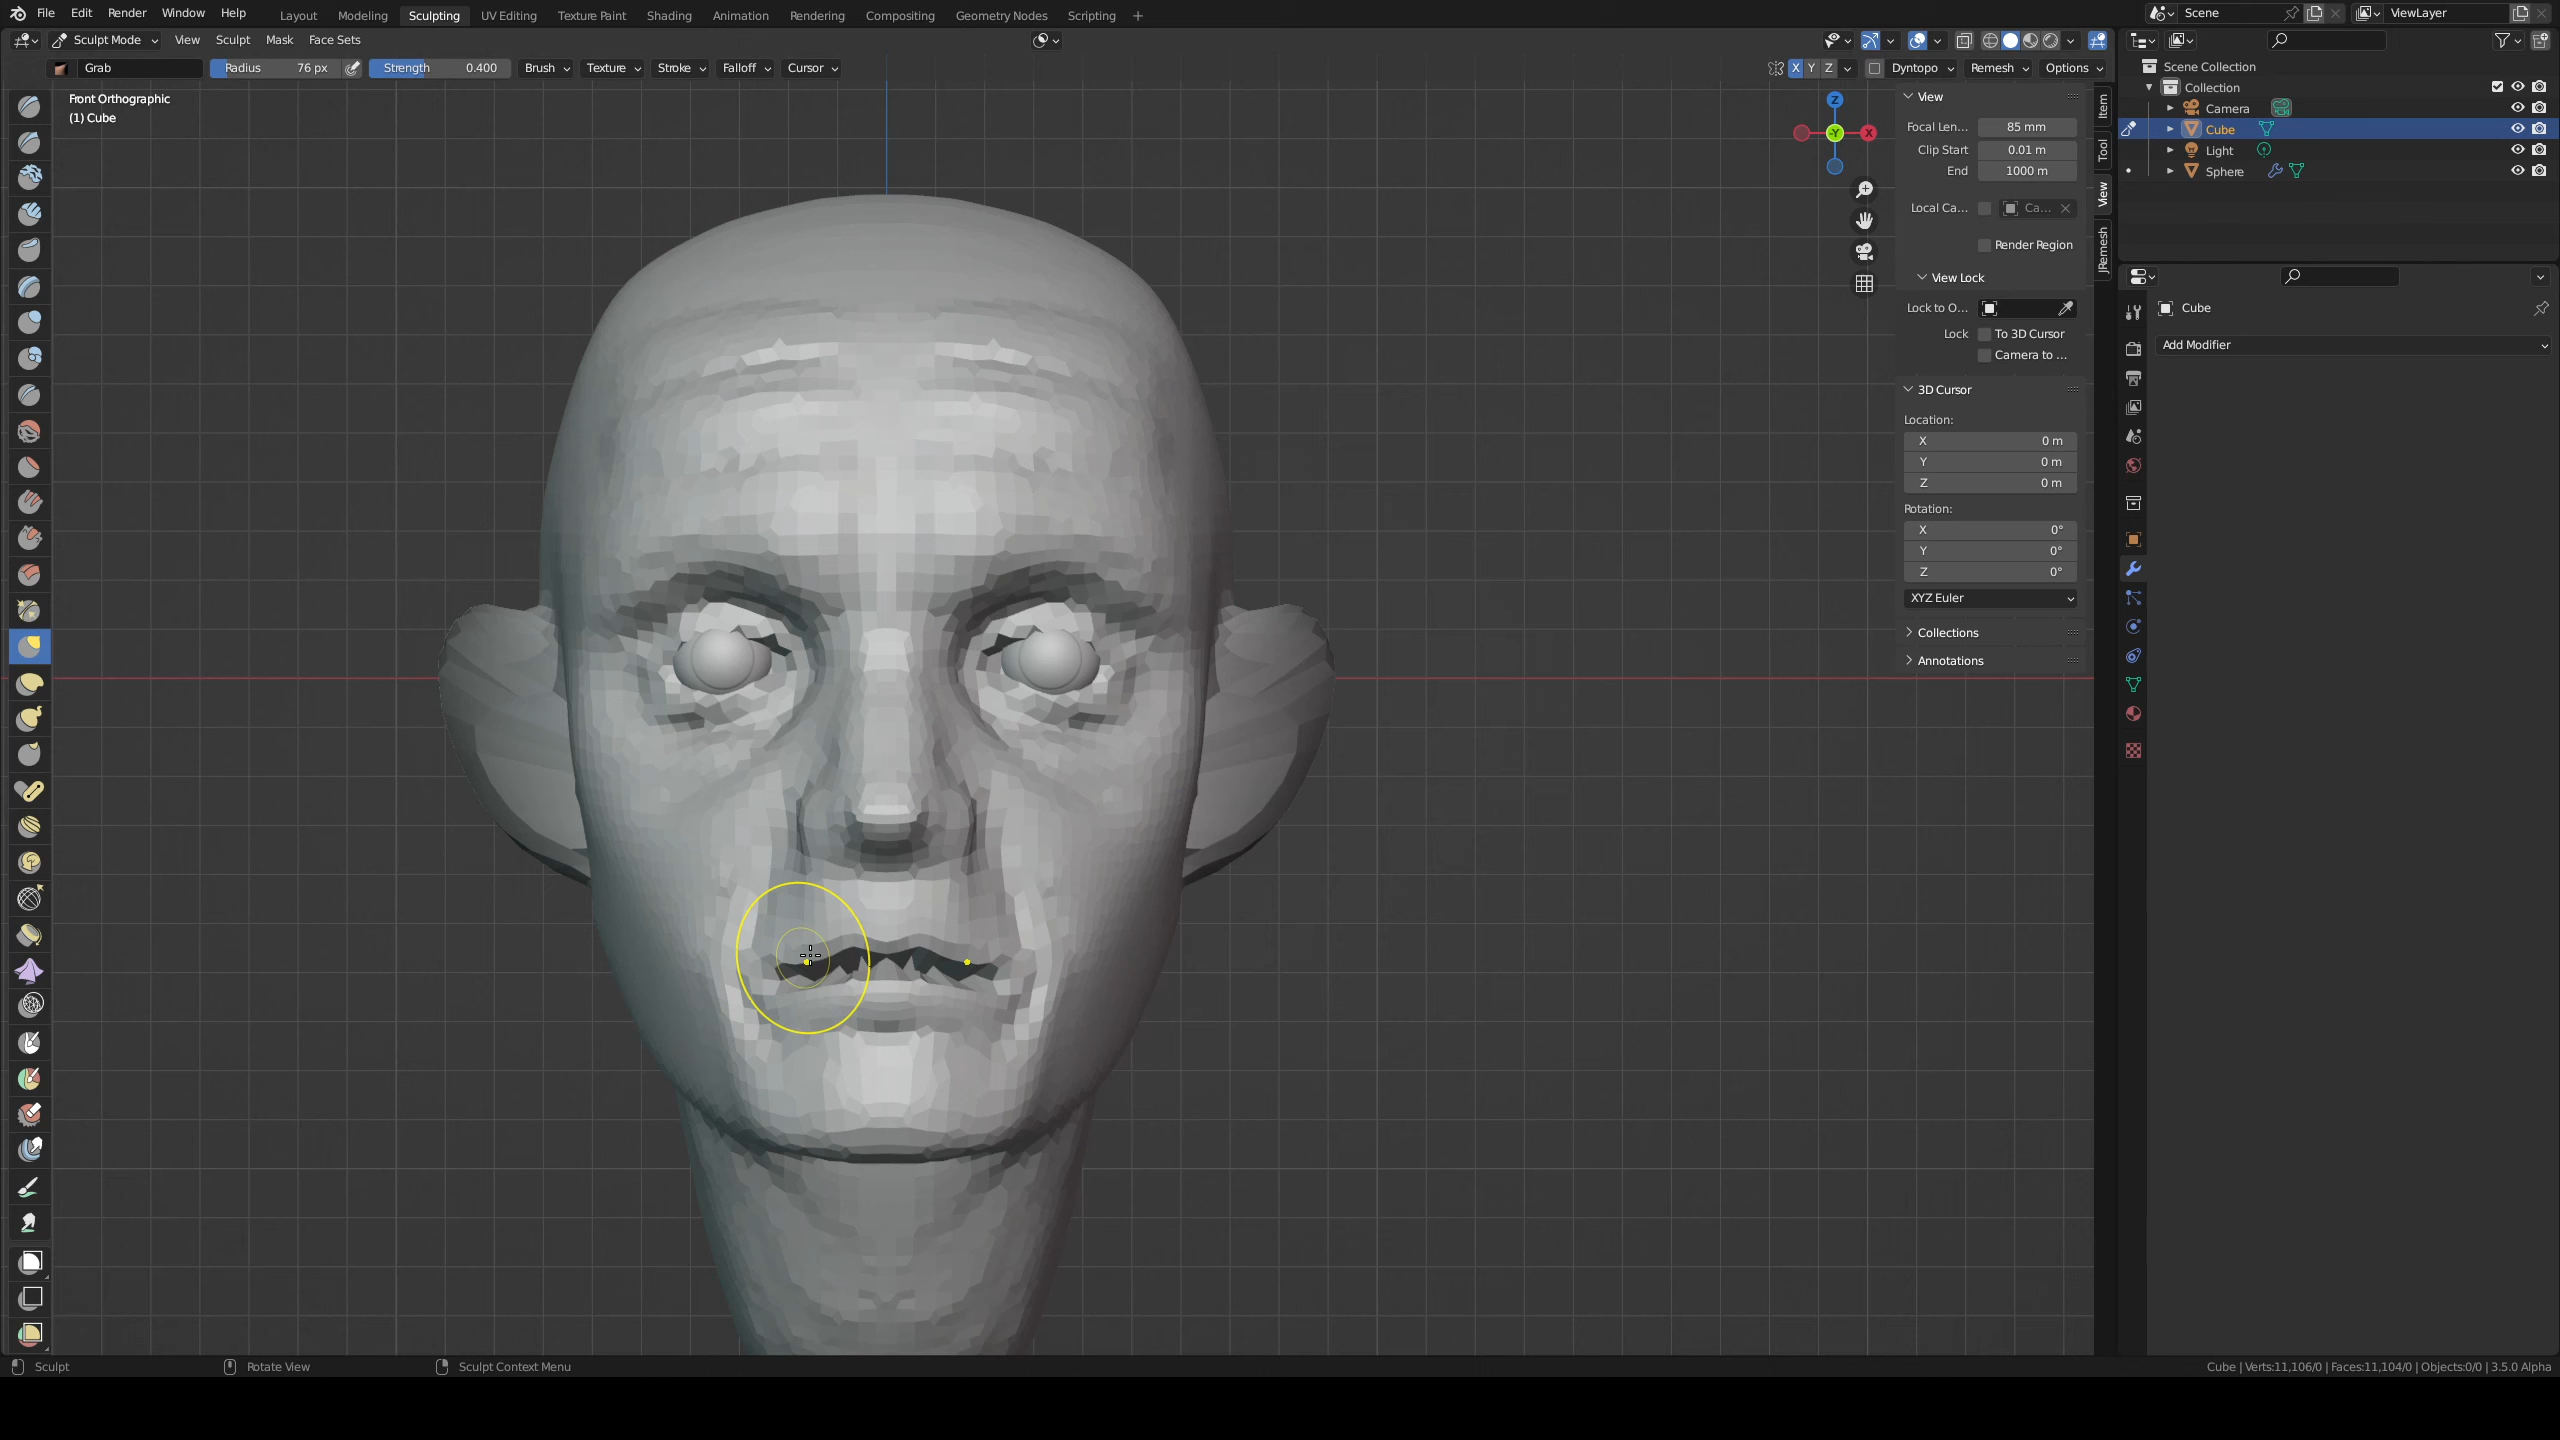 File Edit Render Window Help Layout Modeling Sculpting UV Editing Texture Paint Shading Animation Rendering Compositing Geometry Nodes Scripting + Scene ViewLayer
Sculpt Mode View Sculpt Mask Face Sets
Grab Radius 76 px Strength 0.400 Brush Texture Stroke Falloff Cursor X Y Z Dyntopo Remesh Options
Front Orthographic
(1) Cube
Z
-Y
X
View
Focal Len... 85 mm
Clip Start 0.01 m
End 1000 m
Local Ca... Ca...
Render Region
View Lock
Lock to O...
Lock To 3D Cursor
Camera to ...
3D Cursor
Location:
X 0 m
Y 0 m
Z 0 m
Rotation:
X 0°
Y 0°
Z 0°
XYZ Euler
Collections
Annotations
Item
Tool
View
JRemesh
Scene Collection
Collection
Camera
Cube
Light
Sphere
Cube
Add Modifier
Sculpt Rotate View Sculpt Context Menu Cube | Verts:11,106/0 | Faces:11,104/0 | Objects:0/0 | 3.5.0 Alpha